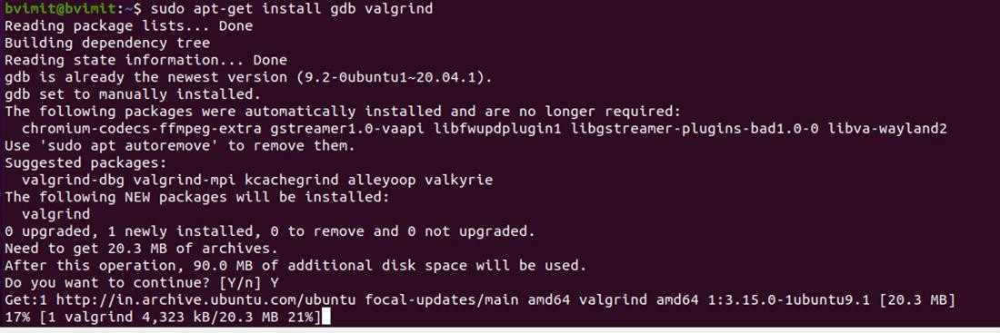 bvimit@bvimit:~$ sudo apt-get install gdb valgrind
Reading package lists... Done
Building dependency tree
Reading state information... Done
gdb is already the newest version (9.2-0ubuntu1~20.04.1).
gdb set to manually installed.
The following packages were automatically installed and are no longer required:
  chromium-codecs-ffmpeg-extra gstreamer1.0-vaapi libfwupdplugin1 libgstreamer-plugins-bad1.0-0 libva-wayland2
Use 'sudo apt autoremove' to remove them.
Suggested packages:
  valgrind-dbg valgrind-mpi kcachegrind alleyoop valkyrie
The following NEW packages will be installed:
  valgrind
0 upgraded, 1 newly installed, 0 to remove and 0 not upgraded.
Need to get 20.3 MB of archives.
After this operation, 90.0 MB of additional disk space will be used.
Do you want to continue? [Y/n] Y
Get:1 http://in.archive.ubuntu.com/ubuntu focal-updates/main amd64 valgrind amd64 1:3.15.0-1ubuntu9.1 [20.3 MB]
17% [1 valgrind 4,323 kB/20.3 MB 21%]